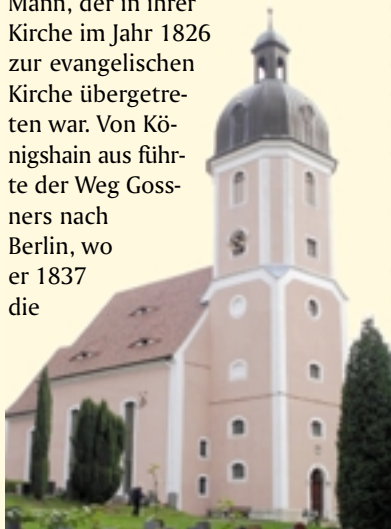 Mann, der in ihrer
Kirche im Jahr 1826
zur evangelischen
Kirche übergetre-
ten war. Von Kö-
nigshain aus führ-
te der Weg Goss-
ners nach
Berlin, wo
er 1837
die